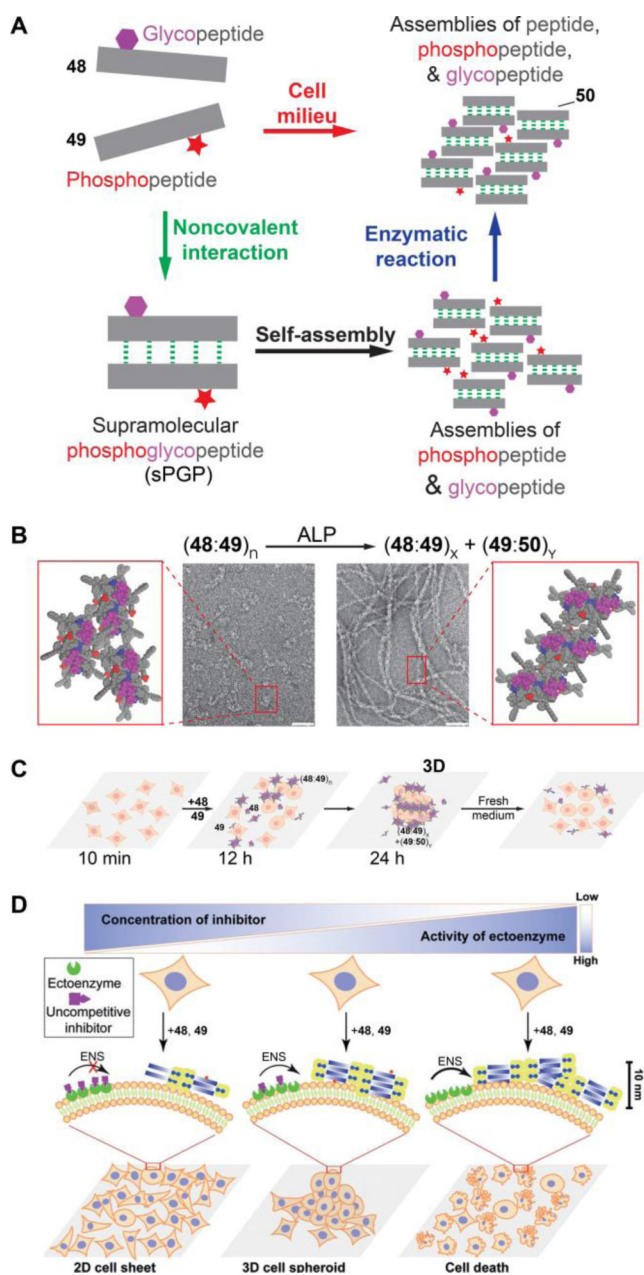 A
Glycopeptide
48
49
Phosphopeptide
Cell
milieu
Assemblies of peptide,
phosphopeptide,
& glycopeptide
50
Noncovalent
interaction
Enzymatic
reaction
Self-assembly
Supramolecular
phosphoglycopeptide
(sPGP)
Assemblies of
phosphopeptide
& glycopeptide
B
(48:49)n ALP (48:49)x + (49:50)Y
C
3D
+48
49
(48:49)n
48
49
(48:49)x
+(49:50)Y
Fresh
medium
10 min
12 h
24 h
D
Concentration of inhibitor
Activity of ectoenzyme
Low
High
Ectoenzyme
Uncompetitive
inhibitor
+48, 49
+48, 49
+48, 49
ENS
ENS
ENS
10 nm
2D cell sheet
3D cell spheroid
Cell death